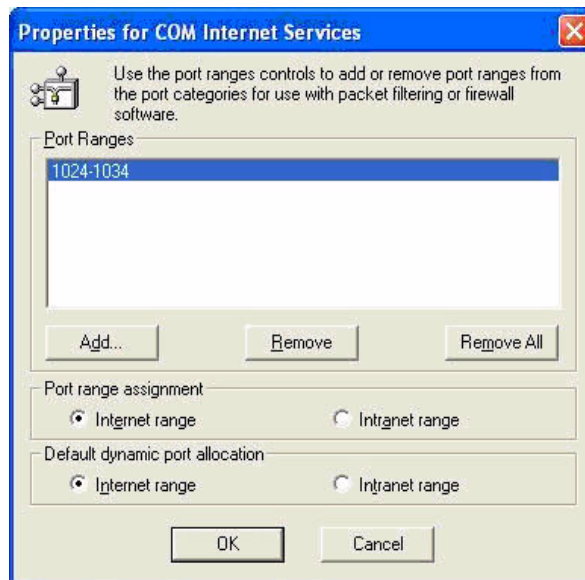 Properties for COM Internet Services
Use the port ranges controls to add or remove port ranges from
the port categories for use with packet filtering or firewall
software.
Port Ranges
1024-1034
Add... Remove Remove All
Port range assignment
Internet range Intranet range
Default dynamic port allocation
Internet range Intranet range
OK Cancel